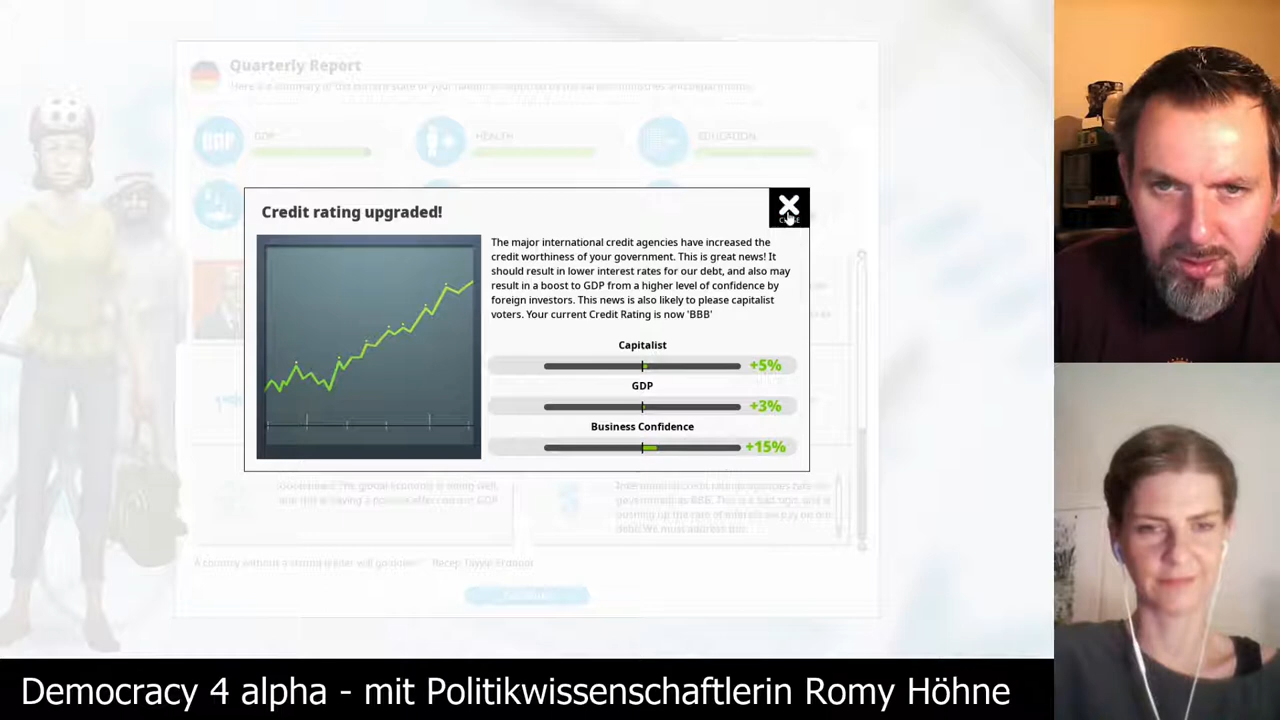 Quarterly Report
GDP
HEALTH
EDUCATION
Credit rating upgraded!
The major international credit agencies have increased the
credit worthiness of your government. This is great news! It
should result in lower interest rates for our debt, and also may
result in a boost to GDP from a higher level of confidence by
foreign investors. This news is also likely to please capitalist
voters. Your current Credit Rating is now 'BBB'
Capitalist
+5%
GDP
+3%
Business Confidence
+15%
Democracy 4 alpha - mit Politikwissenschaftlerin Romy Höhne